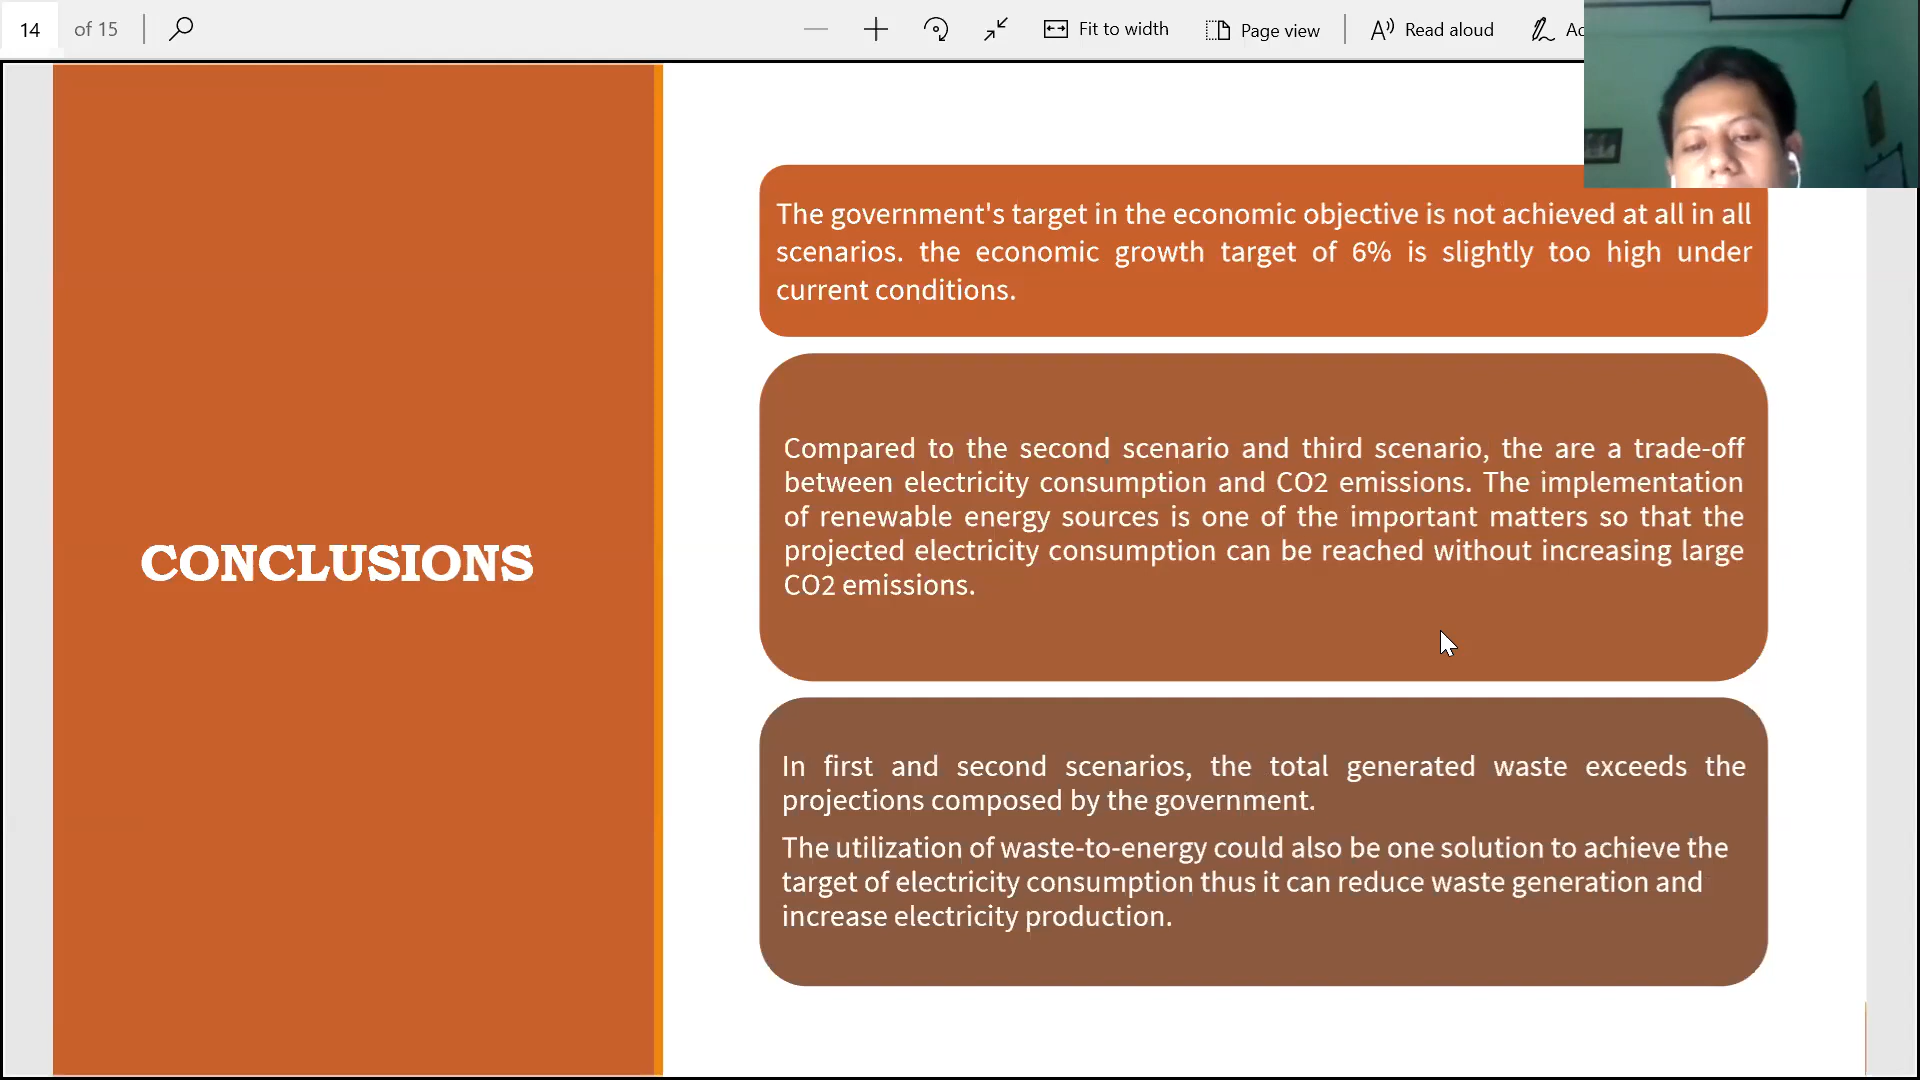 14 of 15
Fit to width
Page view
Read aloud
CONCLUSIONS
The government's target in the economic objective is not achieved at all in all
scenarios. the economic growth target of 6% is slightly too high under
current conditions.
Compared to the second scenario and third scenario, the are a trade-off
between electricity consumption and CO2 emissions. The implementation
of renewable energy sources is one of the important matters so that the
projected electricity consumption can be reached without increasing large
CO2 emissions.
In first and second scenarios, the total generated waste exceeds the
projections composed by the government.
The utilization of waste-to-energy could also be one solution to achieve the
target of electricity consumption thus it can reduce waste generation and
increase electricity production.